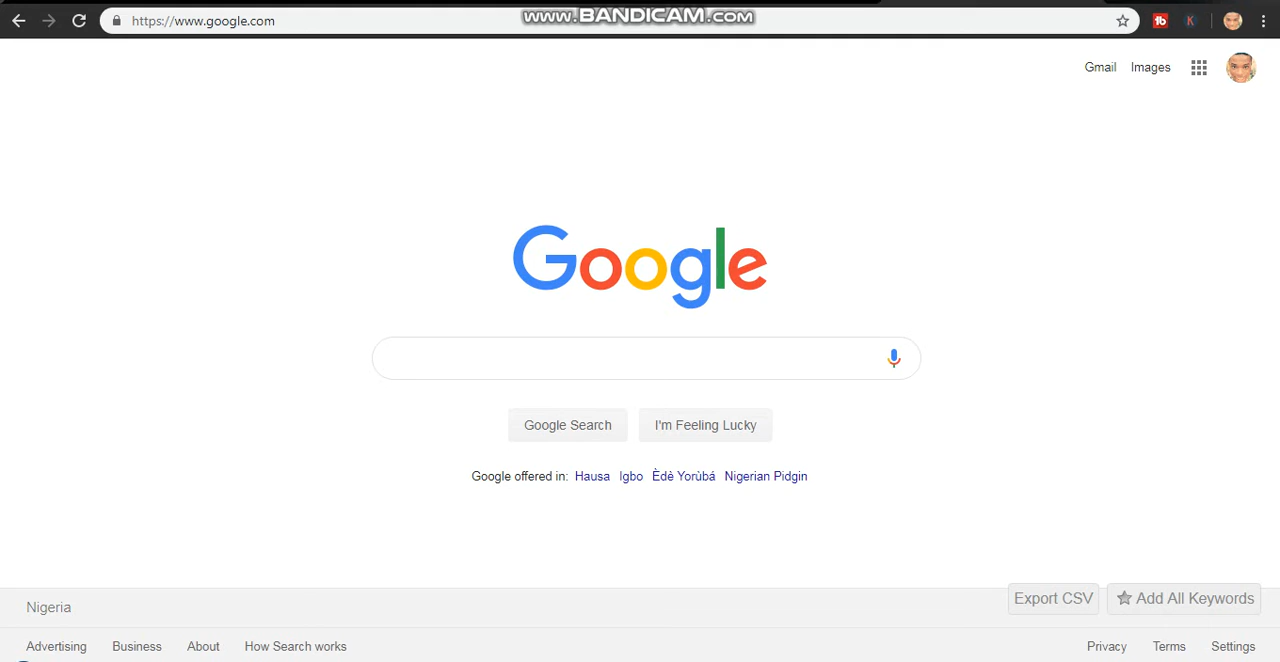 https://www.google.com
www.BANDICAM.com
Gmail Images
Google
Google Search I'm Feeling Lucky
Google offered in: Hausa Igbo Èdè Yorùbá Nigerian Pidgin
Nigeria
Export CSV Add All Keywords
Advertising Business About How Search works
Privacy Terms Settings